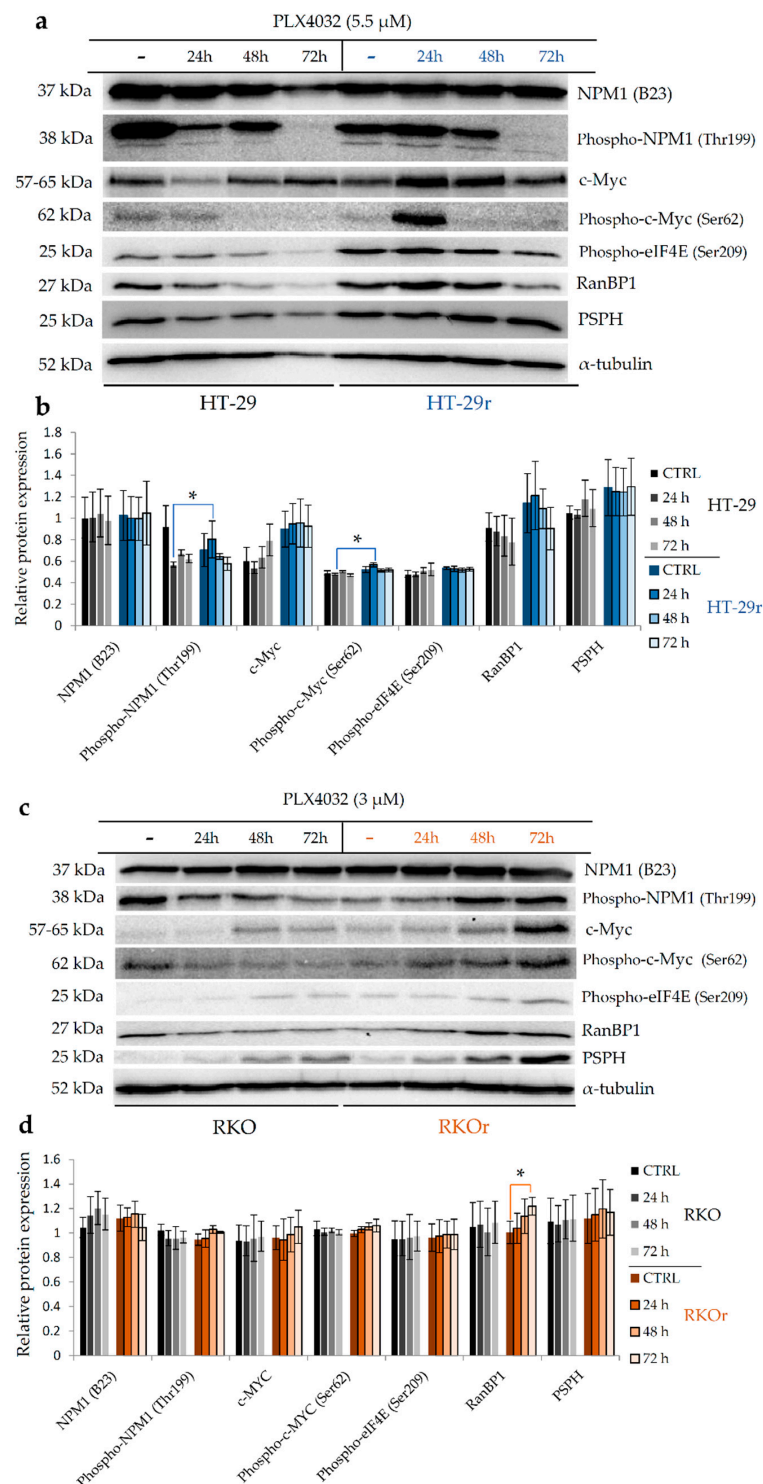 a
PLX4032 (5.5 μM)
– 24h 48h 72h – 24h 48h 72h
37 kDa NPM1 (B23)
38 kDa Phospho-NPM1 (Thr199)
57-65 kDa c-Myc
62 kDa Phospho-c-Myc (Ser62)
25 kDa Phospho-eIF4E (Ser209)
27 kDa RanBP1
25 kDa PSPH
52 kDa α-tubulin
HT-29 HT-29r
b
Relative protein expression
1.8
1.6
1.4
1.2
1
0.8
0.6
0.4
0.2
0
* *
NPM1 (B23)
Phospho-NPM1 (Thr199)
c-Myc
Phospho-c-Myc (Ser62)
Phospho-eIF4E (Ser209)
RanBP1
PSPH
CTRL
24 h
48 h
72 h
HT-29
CTRL
24 h
48 h
72 h
HT-29r
c
PLX4032 (3 μM)
– 24h 48h 72h – 24h 48h 72h
37 kDa NPM1 (B23)
38 kDa Phospho-NPM1 (Thr199)
57-65 kDa c-Myc
62 kDa Phospho-c-Myc (Ser62)
25 kDa Phospho-eIF4E (Ser209)
27 kDa RanBP1
25 kDa PSPH
52 kDa α-tubulin
RKO RKOr
d
Relative protein expression
1.6
1.4
1.2
1
0.8
0.6
0.4
0.2
0
*
NPM1 (B23)
Phospho-NPM1 (Thr199)
c-MYC
Phospho-c-MYC (Ser62)
Phospho-eIF4E (Ser209)
RanBP1
PSPH
CTRL
24 h
48 h
72 h
RKO
CTRL
24 h
48 h
72 h
RKOr